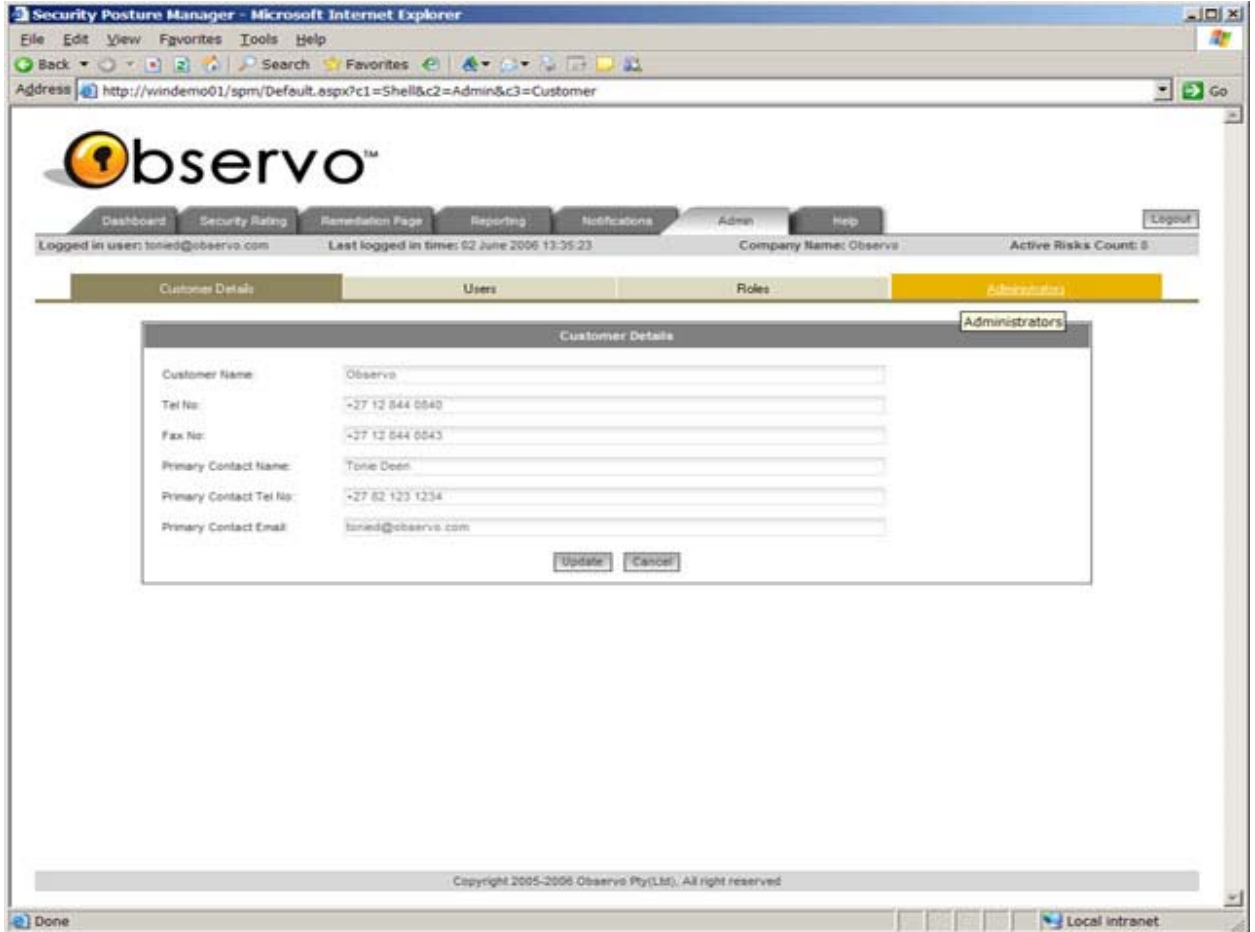 Security Posture Manager - Microsoft Internet Explorer
File Edit View Favorites Tools Help
Back Search Favorites
Address http://windemo01/spm/Default.aspx?c1=Shell&c2=Admin&c3=Customer Go
Observo™
Dashboard Security Rating Remediation Page Reporting Notifications Admin Help Logout
Logged in user: tonied@observo.com Last logged in time: 02 June 2006 13:35:23 Company Name: Observo Active Risks Count:
Customer Details Users Roles Administrators
Administrators
Customer Details
Customer Name: Observo
Tel No: +27 12 844 0840
Fax No: +27 12 844 0843
Primary Contact Name: Tonie Deen
Primary Contact Tel No: +27 82 123 1234
Primary Contact Email: tonied@observo.com
Update Cancel
Copyright 2005-2006 Observo Pty(Ltd), All right reserved
Done Local intranet